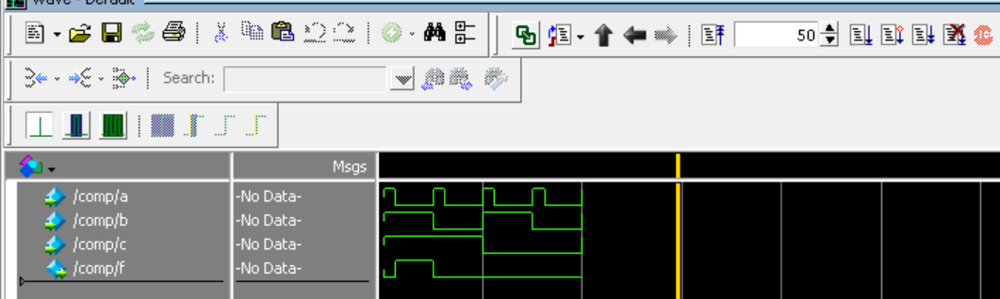 Wave - Default
50
Search:
Msgs
/comp/a -No Data-
/comp/b -No Data-
/comp/c -No Data-
/comp/f -No Data-